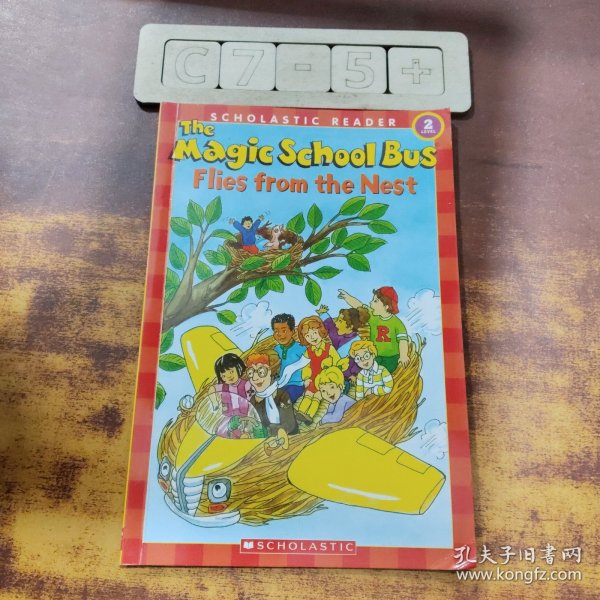 C7-5+
SCHOLASTIC READER
2
LEVEL
The
Magic School Bus
Flies from the Nest
R
SCHOLASTIC
孔夫子旧书网
www.kongfz.com